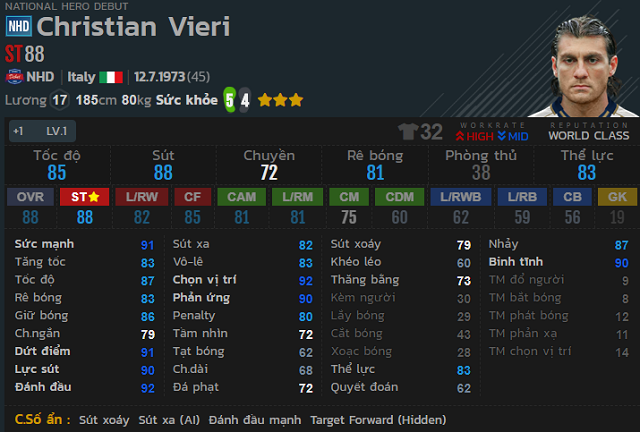 NATIONAL HERO DEBUT
NHD Christian Vieri
ST 88
NHD Italy 12.7.1973 (45)
Lương 17 185cm 80kg Sức khỏe 5 4
+1 LV.1 32 WORKRATE HIGH MID REPUTATION WORLD CLASS
Tốc độ Sút Chuyền Rê bóng Phòng thủ Thể lực
85 88 72 81 38 83
OVR ST L/RW CF CAM L/RM CM CDM L/RWB L/RB CB GK
88 88 82 85 81 81 75 60 62 59 56 19
Sức mạnh 91 Sút xa 82 Sút xoáy 79 Nhảy 87
Tăng tốc 83 Vô-lê 83 Khéo léo 60 Bình tĩnh 90
Tốc độ 87 Chọn vị trí 92 Thăng bằng 73 TM đổ người 9
Rê bóng 83 Phản ứng 90 Kèm người 30 TM bắt bóng 8
Giữ bóng 86 Penalty 80 Lấy bóng 29 TM phát bóng 12
Ch.ngắn 79 Tầm nhìn 72 Cắt bóng 43 TM phản xạ 11
Dứt điểm 91 Tạt bóng 62 Xoạc bóng 28 TM chọn vị trí 14
Lực sút 90 Ch.dài 68 Thể lực 83
Đánh đầu 92 Đá phạt 72 Quyết đoán 62
C.Số ẩn : Sút xoáy Sút xa (AI) Đánh đầu mạnh Target Forward (Hidden)